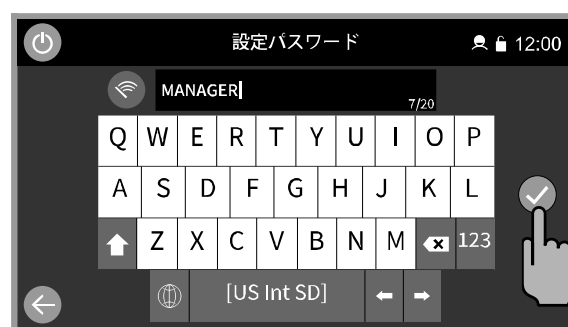 設定パスワード 12:00
MANAGER
7/20
Q W E R T Y U I O P
A S D F G H J K L
Z X C V B N M 123
[US Int SD]